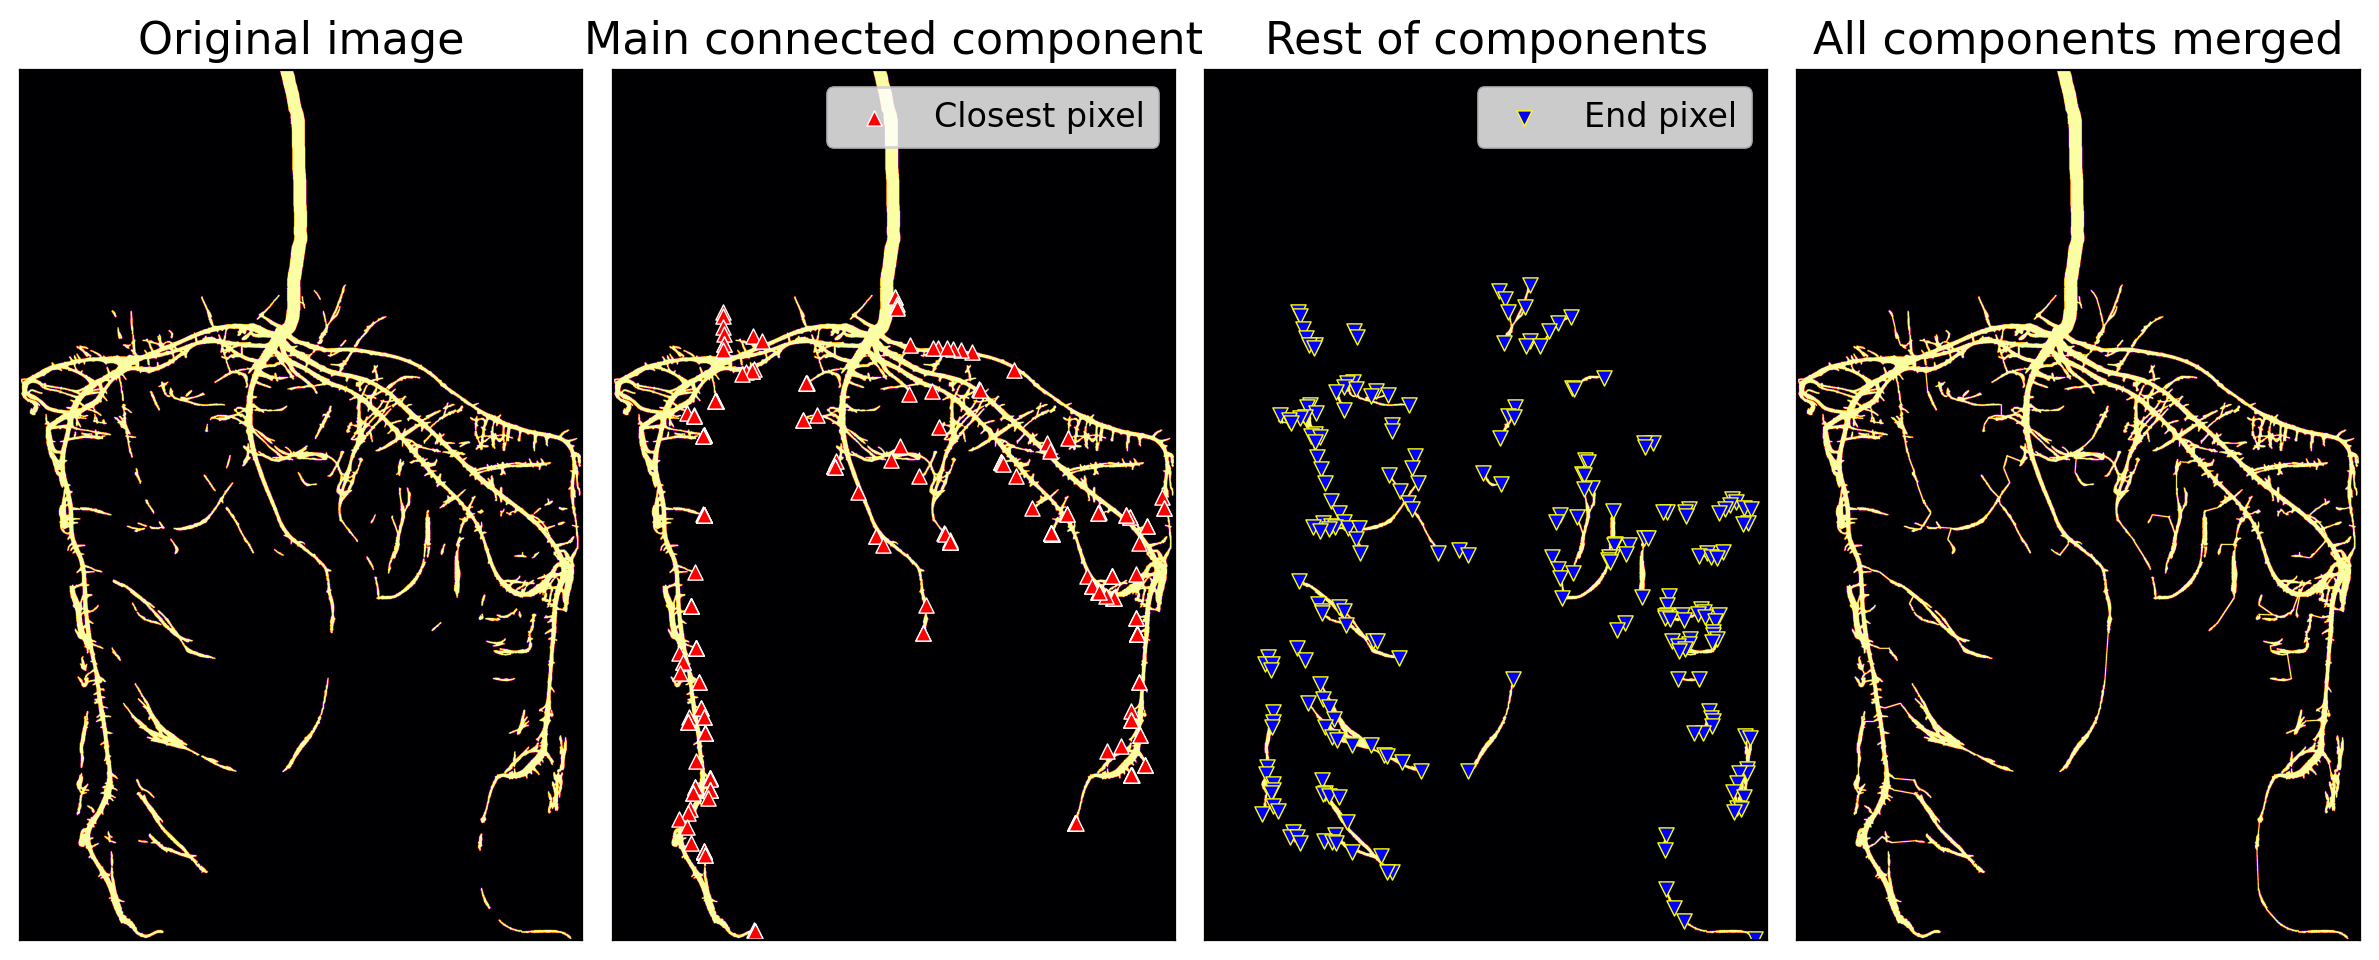 Original image
Main connected component
Rest of components
All components merged
Closest pixel
End pixel